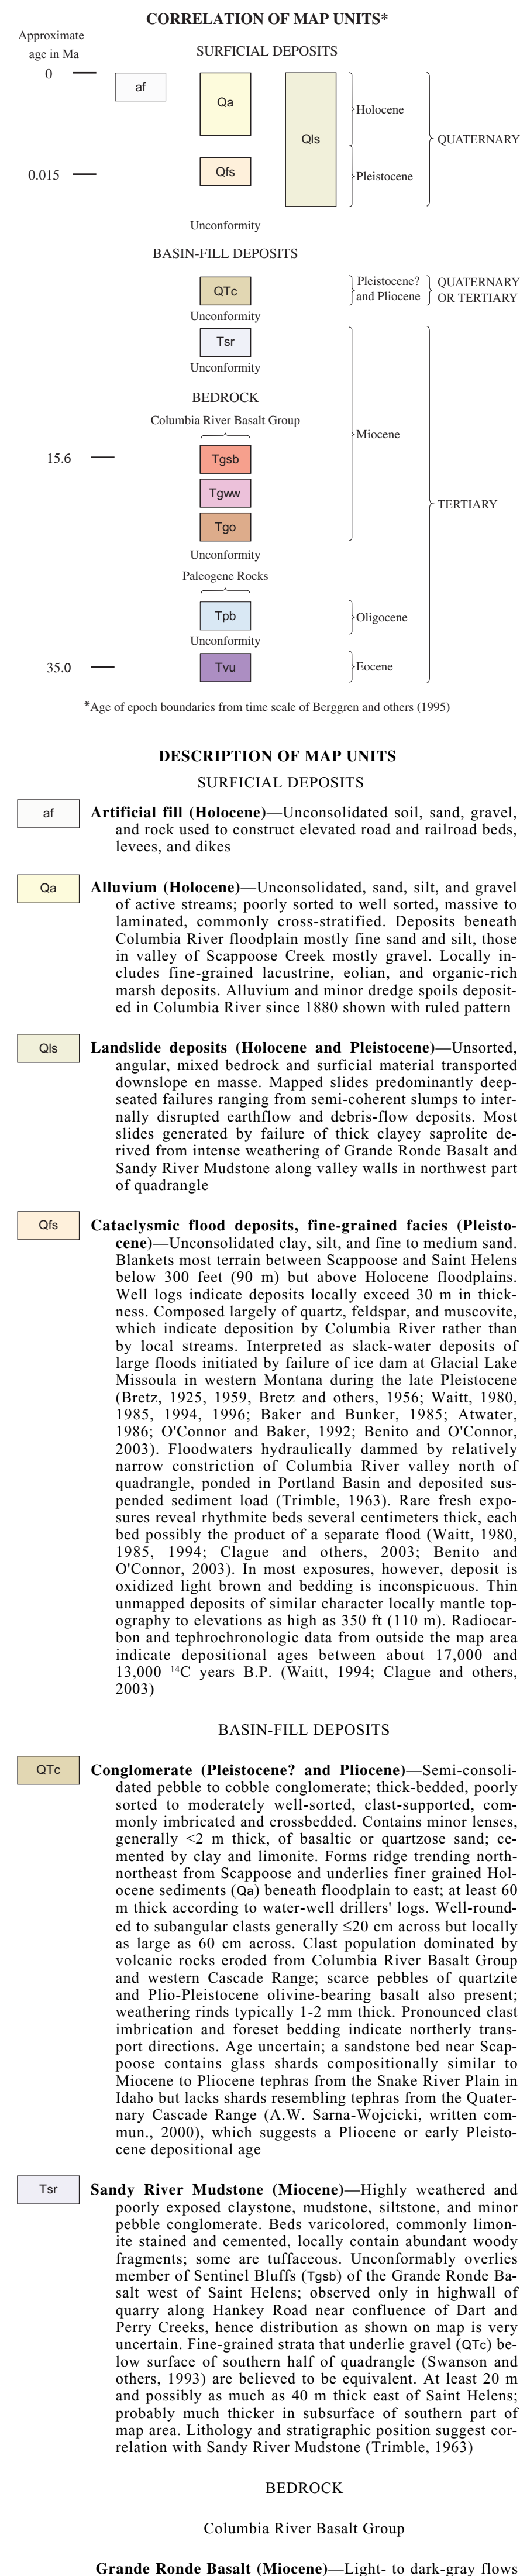 CORRELATION OF MAP UNITS*
Approximate
age in Ma
SURFICIAL DEPOSITS
0
af
Qa
Qls
Holocene
QUATERNARY
Qfs
0.015
Pleistocene
Unconformity
BASIN-FILL DEPOSITS
QTc
Pleistocene?
and Pliocene
QUATERNARY
OR TERTIARY
Unconformity
Tsr
Unconformity
BEDROCK
Columbia River Basalt Group
Miocene
15.6
Tgsb
Tgww
TERTIARY
Tgo
Unconformity
Paleogene Rocks
Tpb
Oligocene
Unconformity
35.0
Tvu
Eocene
*Age of epoch boundaries from time scale of Berggren and others (1995)
DESCRIPTION OF MAP UNITS
SURFICIAL DEPOSITS
af
Artificial fill (Holocene)—Unconsolidated soil, sand, gravel,
and rock used to construct elevated road and railroad beds,
levees, and dikes
Qa
Alluvium (Holocene)—Unconsolidated, sand, silt, and gravel
of active streams; poorly sorted to well sorted, massive to
laminated, commonly cross-stratified. Deposits beneath
Columbia River floodplain mostly fine sand and silt, those
in valley of Scappoose Creek mostly gravel. Locally in-
cludes fine-grained lacustrine, eolian, and organic-rich
marsh deposits. Alluvium and minor dredge spoils deposit-
ed in Columbia River since 1880 shown with ruled pattern
Qls
Landslide deposits (Holocene and Pleistocene)—Unsorted,
angular, mixed bedrock and surficial material transported
downslope en masse. Mapped slides predominantly deep-
seated failures ranging from semi-coherent slumps to inter-
nally disrupted earthflow and debris-flow deposits. Most
slides generated by failure of thick clayey saprolite de-
rived from intense weathering of Grande Ronde Basalt and
Sandy River Mudstone along valley walls in northwest part
of quadrangle
Qfs
Cataclysmic flood deposits, fine-grained facies (Pleisto-
cene)—Unconsolidated clay, silt, and fine to medium sand.
Blankets most terrain between Scappoose and Saint Helens
below 300 feet (90 m) but above Holocene floodplains.
Well logs indicate deposits locally exceed 30 m in thick-
ness. Composed largely of quartz, feldspar, and muscovite,
which indicate deposition by Columbia River rather than
by local streams. Interpreted as slack-water deposits of
large floods initiated by failure of ice dam at Glacial Lake
Missoula in western Montana during the late Pleistocene
(Bretz, 1925, 1959, Bretz and others, 1956; Waitt, 1980,
1985, 1994, 1996; Baker and Bunker, 1985; Atwater,
1986; O'Connor and Baker, 1992; Benito and O'Connor,
2003). Floodwaters hydraulically dammed by relatively
narrow constriction of Columbia River valley north of
quadrangle, ponded in Portland Basin and deposited sus-
pended sediment load (Trimble, 1963). Rare fresh expo-
sures reveal rhythmite beds several centimeters thick, each
bed possibly the product of a separate flood (Waitt, 1980,
1985, 1994; Clague and others, 2003; Benito and
O'Connor, 2003). In most exposures, however, deposit is
oxidized light brown and bedding is inconspicuous. Thin
unmapped deposits of similar character locally mantle top-
ography to elevations as high as 350 ft (110 m). Radiocar-
bon and tephrochronologic data from outside the map area
indicate depositional ages between about 17,000 and
13,000 14C years B.P. (Waitt, 1994; Clague and others,
2003)
BASIN-FILL DEPOSITS
QTc
Conglomerate (Pleistocene? and Pliocene)—Semi-consoli-
dated pebble to cobble conglomerate; thick-bedded, poorly
sorted to moderately well-sorted, clast-supported, com-
monly imbricated and crossbedded. Contains minor lenses,
generally <2 m thick, of basaltic or quartzose sand; ce-
mented by clay and limonite. Forms ridge trending north-
northeast from Scappoose and underlies finer grained Hol-
ocene sediments (Qa) beneath floodplain to east; at least 60
m thick according to water-well drillers' logs. Well-round-
ed to subangular clasts generally ≤20 cm across but locally
as large as 60 cm across. Clast population dominated by
volcanic rocks eroded from Columbia River Basalt Group
and western Cascade Range; scarce pebbles of quartzite
and Plio-Pleistocene olivine-bearing basalt also present;
weathering rinds typically 1-2 mm thick. Pronounced clast
imbrication and foreset bedding indicate northerly trans-
port directions. Age uncertain; a sandstone bed near Scap-
poose contains glass shards compositionally similar to
Miocene to Pliocene tephras from the Snake River Plain in
Idaho but lacks shards resembling tephras from the Quater-
nary Cascade Range (A.W. Sarna-Wojcicki, written com-
mun., 2000), which suggests a Pliocene or early Pleisto-
cene depositional age
Tsr
Sandy River Mudstone (Miocene)—Highly weathered and
poorly exposed claystone, mudstone, siltstone, and minor
pebble conglomerate. Beds varicolored, commonly limon-
ite stained and cemented, locally contain abundant woody
fragments; some are tuffaceous. Unconformably overlies
member of Sentinel Bluffs (Tgsb) of the Grande Ronde Ba-
salt west of Saint Helens; observed only in highwall of
quarry along Hankey Road near confluence of Dart and
Perry Creeks, hence distribution as shown on map is very
uncertain. Fine-grained strata that underlie gravel (QTc) be-
low surface of southern half of quadrangle (Swanson and
others, 1993) are believed to be equivalent. At least 20 m
and possibly as much as 40 m thick east of Saint Helens;
probably much thicker in subsurface of southern part of
map area. Lithology and stratigraphic position suggest cor-
relation with Sandy River Mudstone (Trimble, 1963)
BEDROCK
Columbia River Basalt Group
Grande Ronde Basalt (Miocene)—Light- to dark-gray flows